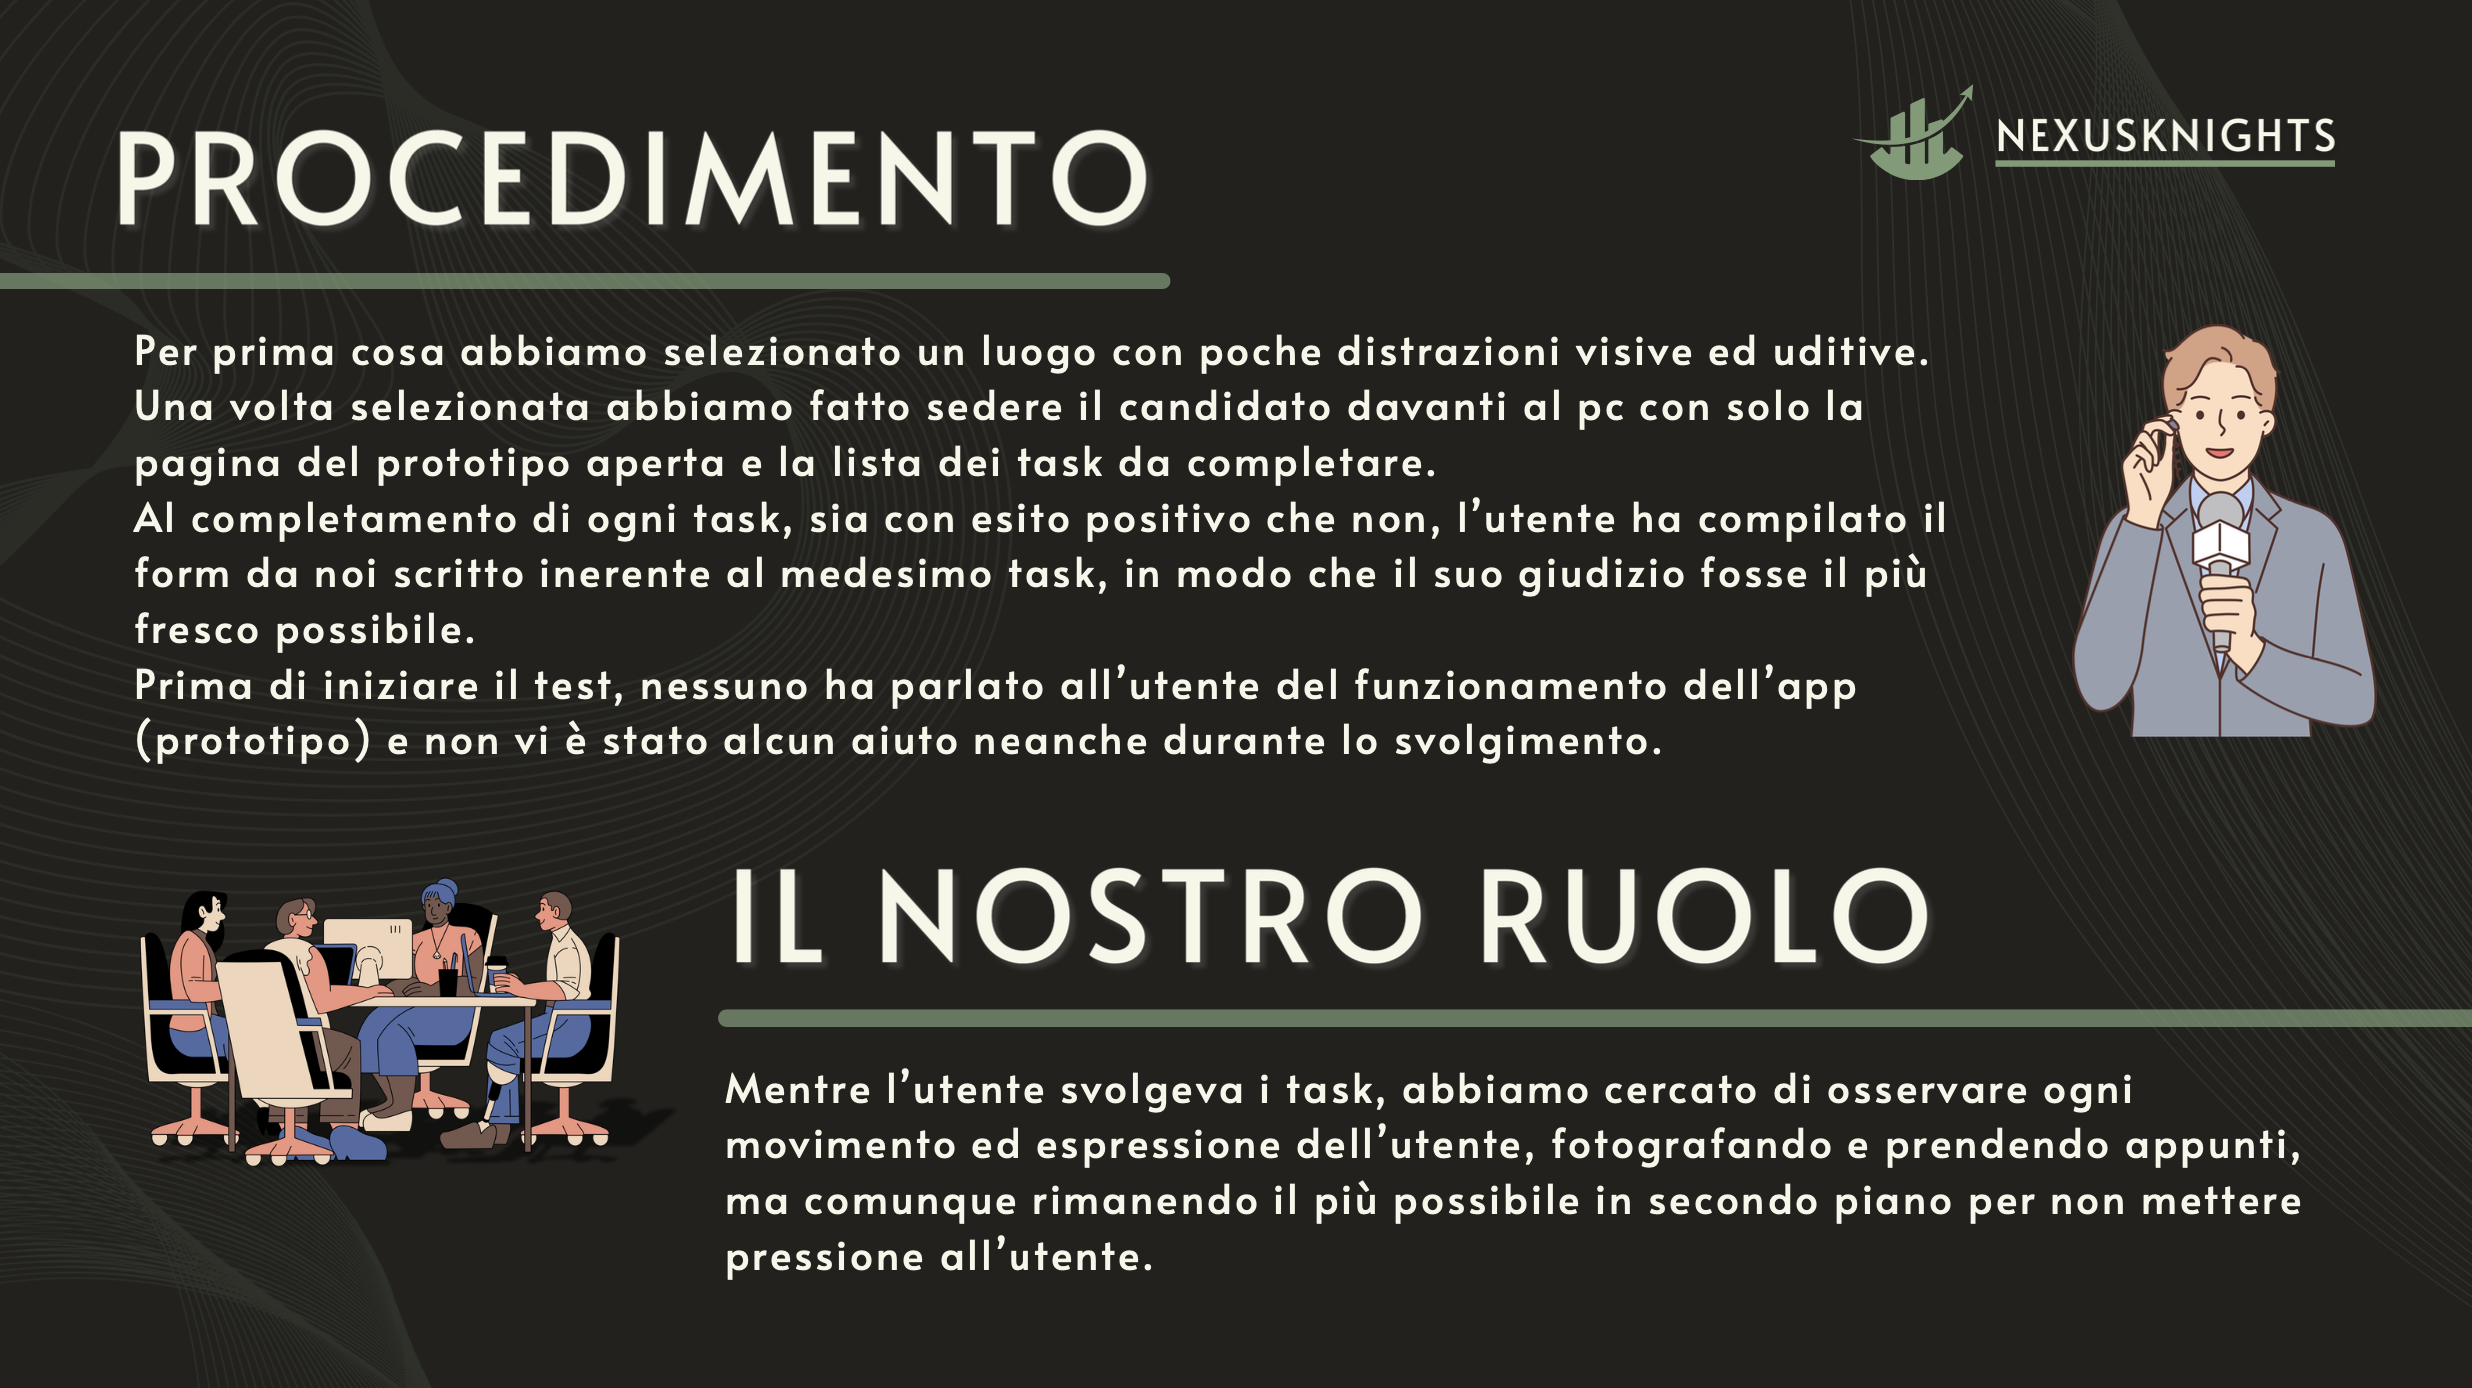 PROCEDIMENTO
NEXUSKNIGHTS
Per prima cosa abbiamo selezionato un luogo con poche distrazioni visive ed uditive.
Una volta selezionata abbiamo fatto sedere il candidato davanti al pc con solo la
pagina del prototipo aperta e la lista dei task da completare.
Al completamento di ogni task, sia con esito positivo che non, l’utente ha compilato il
form da noi scritto inerente al medesimo task, in modo che il suo giudizio fosse il più
fresco possibile.
Prima di iniziare il test, nessuno ha parlato all’utente del funzionamento dell’app
(prototipo) e non vi è stato alcun aiuto neanche durante lo svolgimento.
IL NOSTRO RUOLO
Mentre l’utente svolgeva i task, abbiamo cercato di osservare ogni
movimento ed espressione dell’utente, fotografando e prendendo appunti,
ma comunque rimanendo il più possibile in secondo piano per non mettere
pressione all’utente.